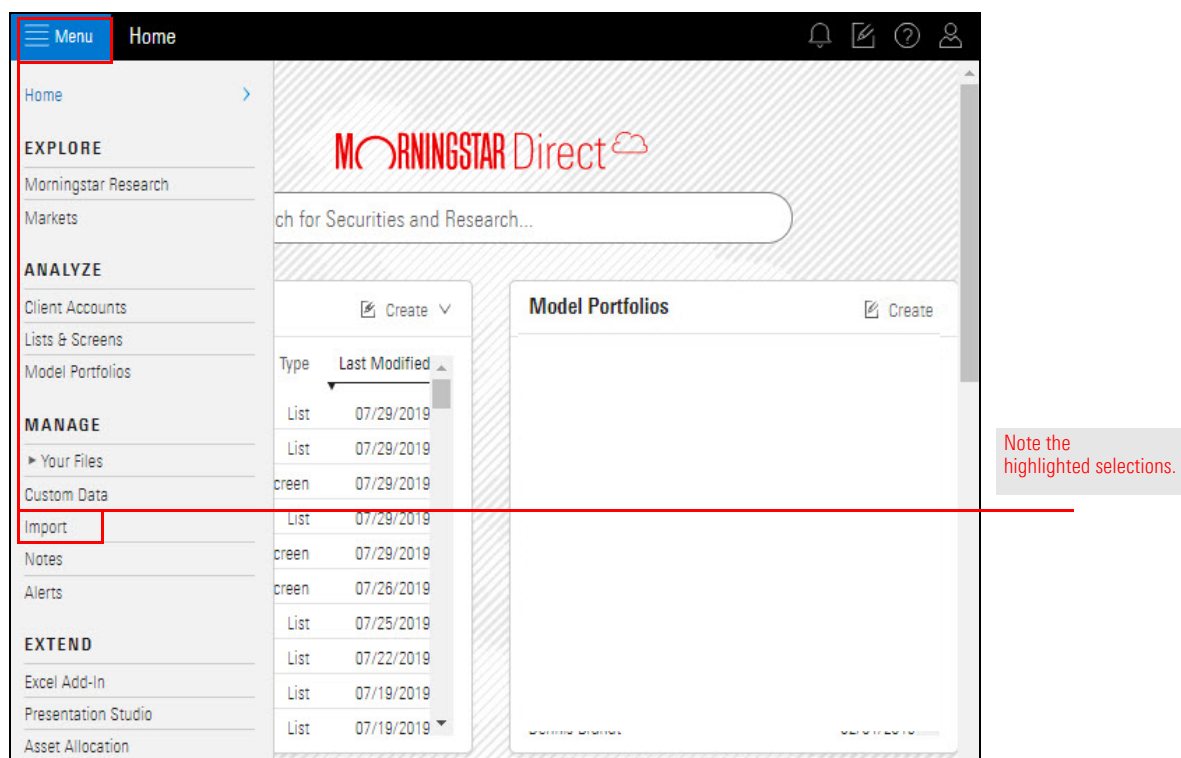 Menu
Home
Home
EXPLORE
Morningstar Research
Markets
ANALYZE
Client Accounts
Lists & Screens
Model Portfolios
MANAGE
Your Files
Custom Data
Import
Notes
Alerts
EXTEND
Excel Add-In
Presentation Studio
Asset Allocation
MORNINGSTAR Direct
ch for Securities and Research...
Create
Type Last Modified
List 07/29/2019
List 07/29/2019
creen 07/29/2019
List 07/29/2019
creen 07/29/2019
creen 07/26/2019
List 07/25/2019
List 07/22/2019
List 07/19/2019
List 07/19/2019
Model Portfolios
Create
Note the
highlighted selections.